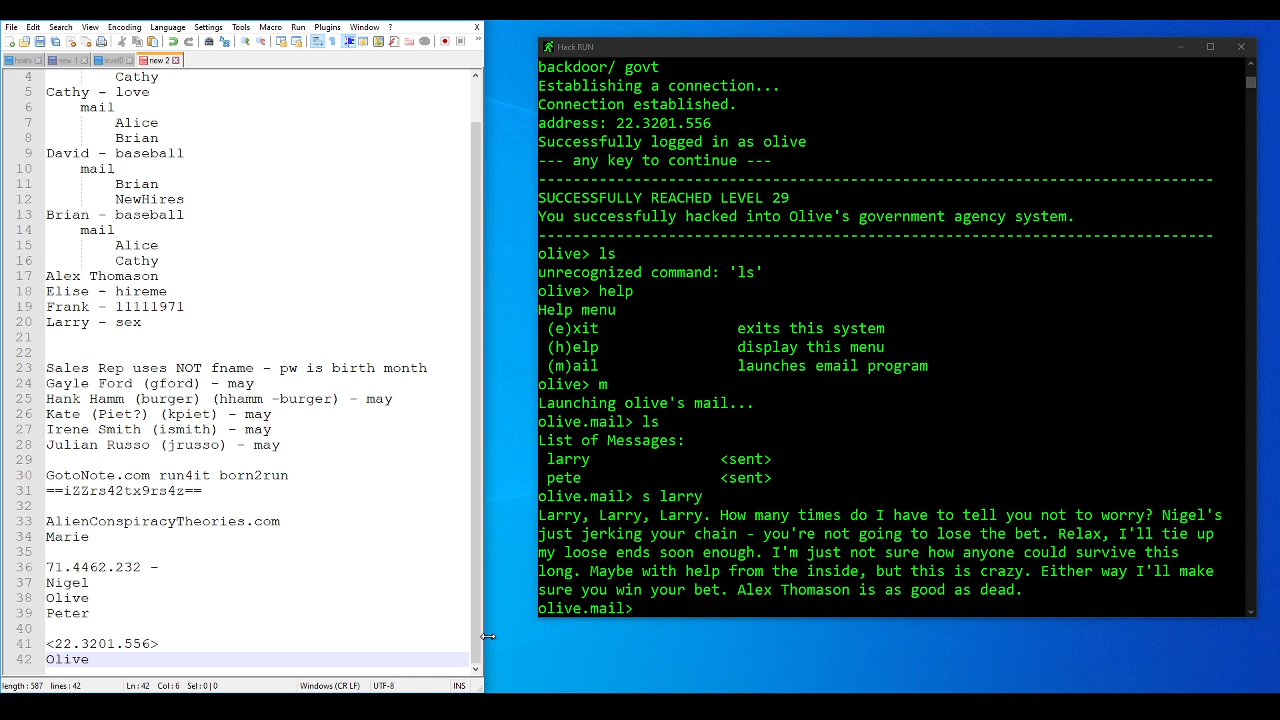 File Edit Search View Encoding Language Settings Tools Macro Run Plugins Window ? X
hosts new 1 level0 new 2
4 Cathy
5 Cathy - love
6 mail
7 Alice
8 Brian
9 David - baseball
10 mail
11 Brian
12 NewHires
13 Brian - baseball
14 mail
15 Alice
16 Cathy
17 Alex Thomason
18 Elise - hireme
19 Frank - 11111971
20 Larry - sex
21
22
23 Sales Rep uses NOT fname - pw is birth month
24 Gayle Ford (gford) - may
25 Hank Hamm (burger) (hhamm -burger) - may
26 Kate (Piet?) (kpiet) - may
27 Irene Smith (ismith) - may
28 Julian Russo (jrusso) - may
29
30 GotoNote.com run4it born2run
31 ==iZZrs42tx9rs4z==
32
33 AlienConspiracyTheories.com
34 Marie
35
36 71.4462.232 -
37 Nigel
38 Olive
39 Peter
40
41 <22.3201.556>
42 Olive
length : 587 lines : 42 Ln : 42 Col : 6 Sel : 0 | 0 Windows (CR LF) UTF-8 INS
Hack RUN
backdoor/ govt
Establishing a connection...
Connection established.
address: 22.3201.556
Successfully logged in as olive
--- any key to continue ---
SUCCESSFULLY REACHED LEVEL 29
You successfully hacked into Olive's government agency system.
olive> ls
unrecognized command: 'ls'
olive> help
Help menu
(e)xit exits this system
(h)elp display this menu
(m)ail launches email program
olive> m
Launching olive's mail...
olive.mail> ls
List of Messages:
larry <sent>
pete <sent>
olive.mail> s larry
Larry, Larry, Larry. How many times do I have to tell you not to worry? Nigel's
just jerking your chain - you're not going to lose the bet. Relax, I'll tie up
my loose ends soon enough. I'm just not sure how anyone could survive this
long. Maybe with help from the inside, but this is crazy. Either way I'll make
sure you win your bet. Alex Thomason is as good as dead.
olive.mail>